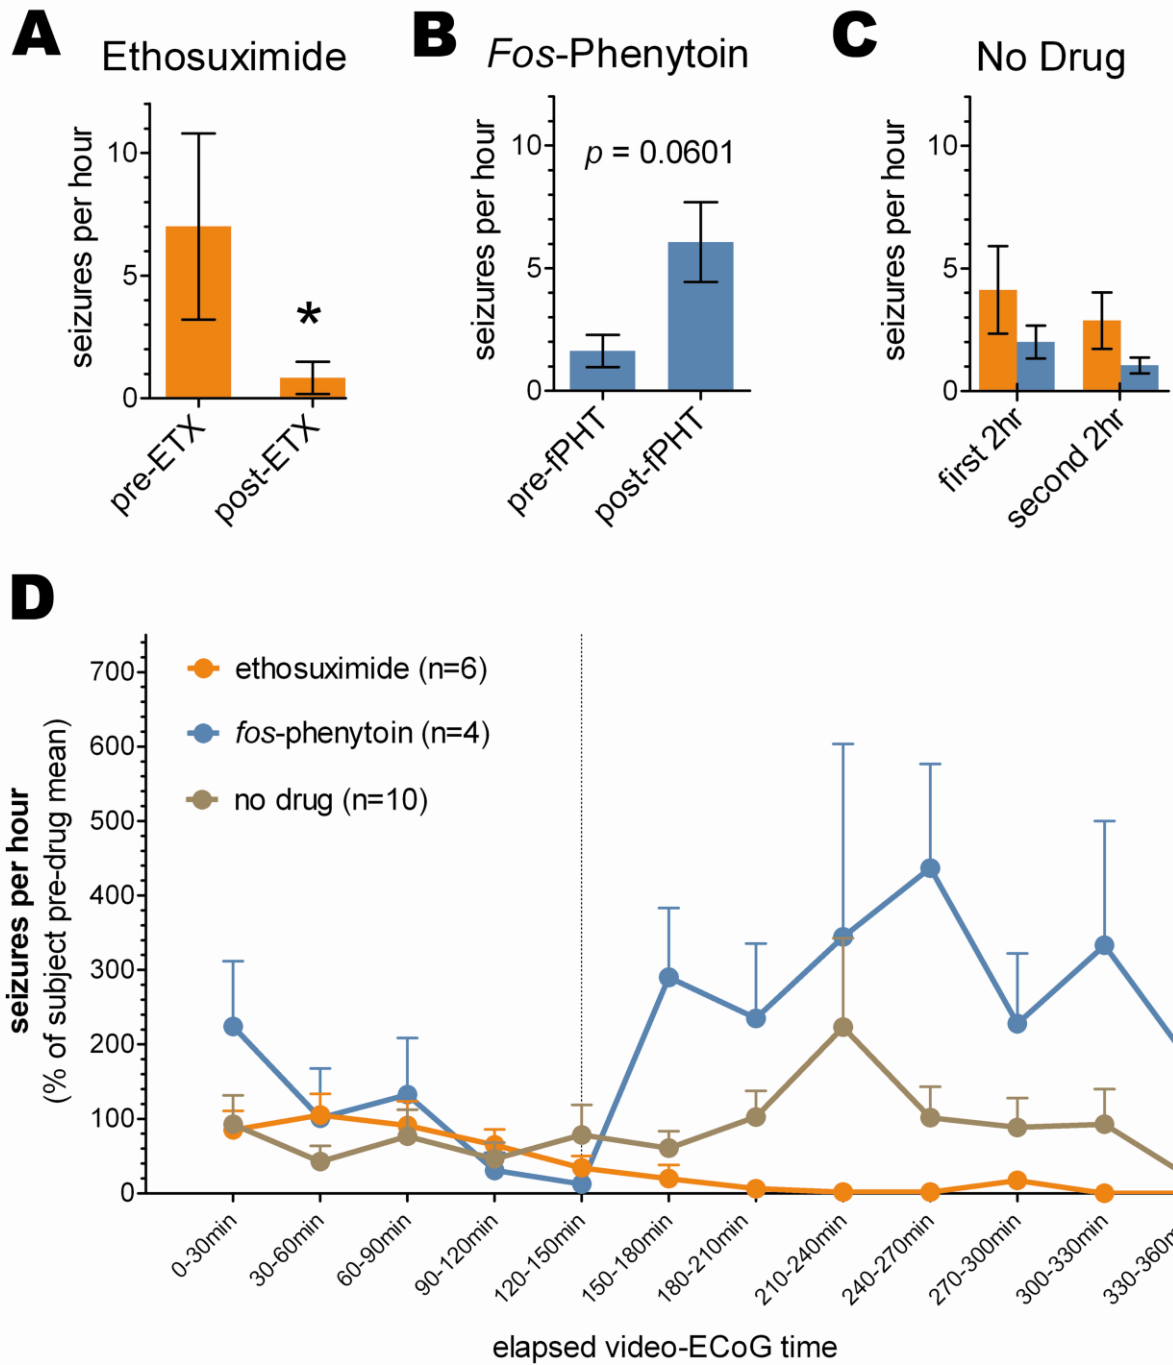 A
Ethosuximide
seizures per hour
10
5
0
*
pre-ETX
post-ETX
B
Fos-Phenytoin
seizures per hour
10
5
0
p = 0.0601
pre-fPHT
post-fPHT
C
No Drug
seizures per hour
10
5
0
first 2hr
second 2hr
D
seizures per hour
(% of subject pre-drug mean)
700
600
500
400
300
200
100
0
ethosuximide (n=6)
fos-phenytoin (n=4)
no drug (n=10)
0-30min
30-60min
60-90min
90-120min
120-150min
150-180min
180-210min
210-240min
240-270min
270-300min
300-330min
330-360m
elapsed video-ECoG time